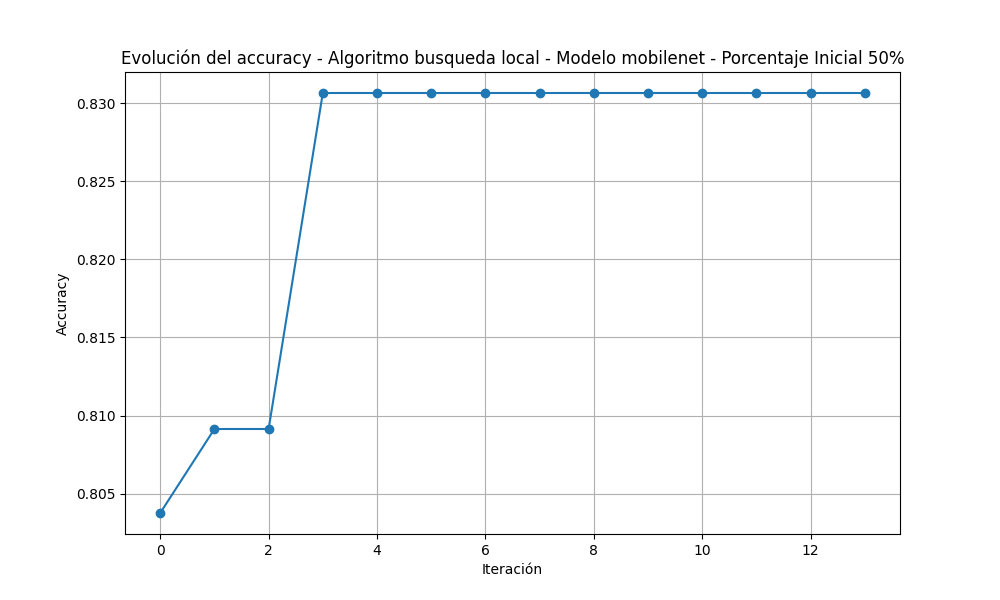 Evolución del accuracy - Algoritmo busqueda local - Modelo mobilenet - Porcentaje Inicial 50%
0.830
0.825
0.820
0.815
0.810
0.805
Accuracy
0 2 4 6 8 10 12
Iteración